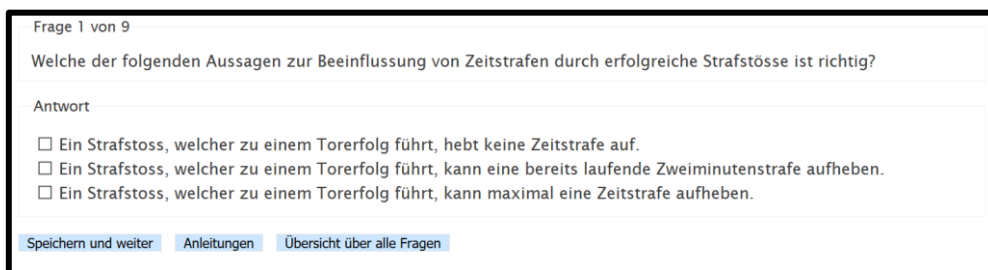 Frage 1 von 9
Welche der folgenden Aussagen zur Beeinflussung von Zeitstrafen durch erfolgreiche Strafstösse ist richtig?
Antwort
Ein Strafstoss, welcher zu einem Torerfolg führt, hebt keine Zeitstrafe auf.
Ein Strafstoss, welcher zu einem Torerfolg führt, kann eine bereits laufende Zweiminutenstrafe aufheben.
Ein Strafstoss, welcher zu einem Torerfolg führt, kann maximal eine Zeitstrafe aufheben.
Speichern und weiter Anleitungen Übersicht über alle Fragen